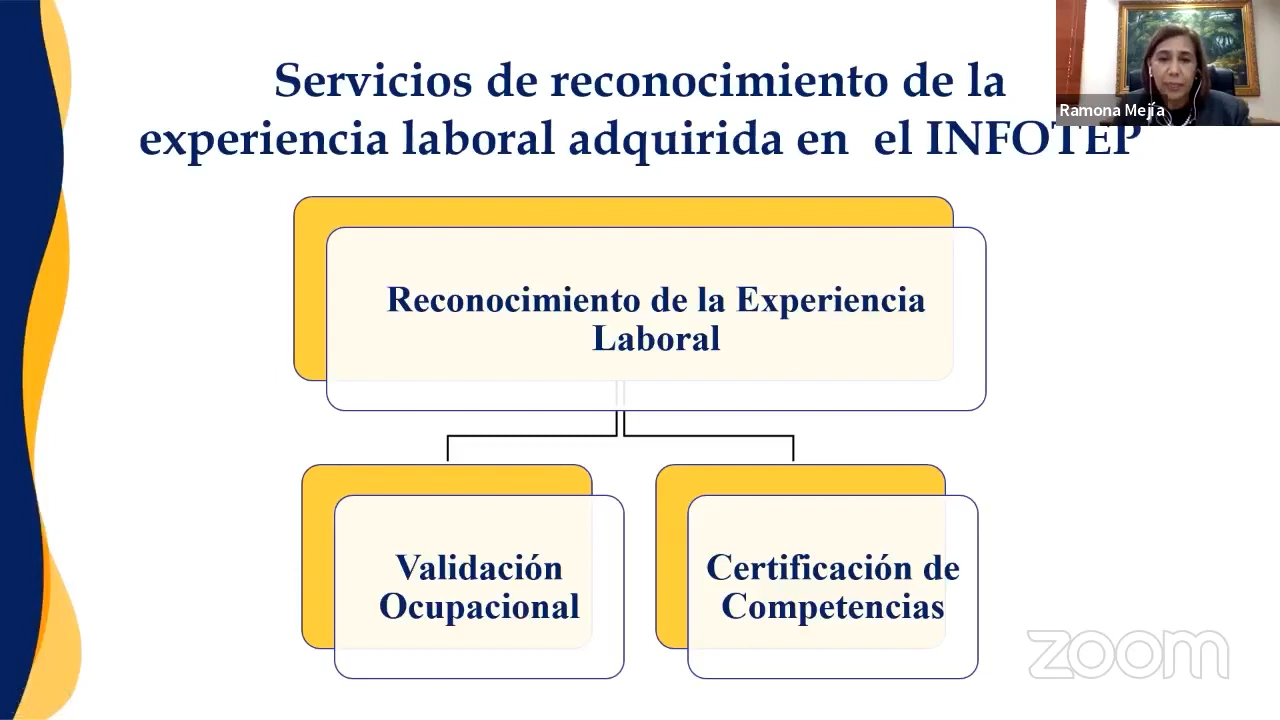 Servicios de reconocimiento de la
experiencia laboral adquirida en el INFOTEP
Ramona Mejía
Reconocimiento de la Experiencia
Laboral
Validación
Ocupacional
Certificación de
Competencias
zoom